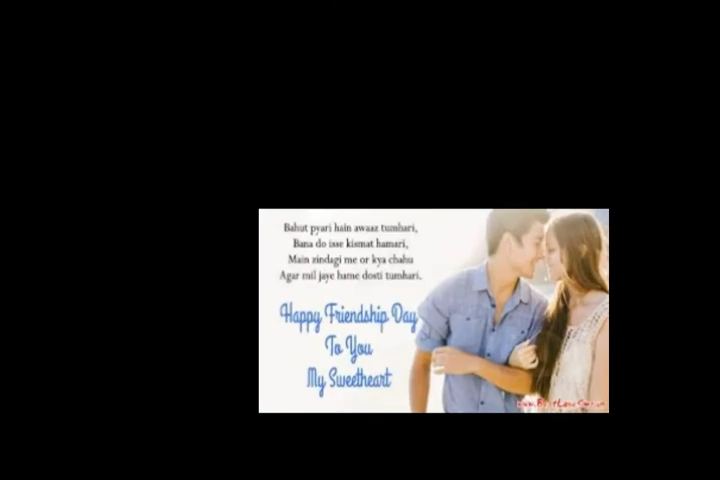 Bahut pyari hain awaaz tumhari,
Bana do isse kismat hamari,
Main zindagi me or kya chahu
Agar mil jaye hame dosti tumhari.
Happy Friendship Day
To You
My Sweetheart